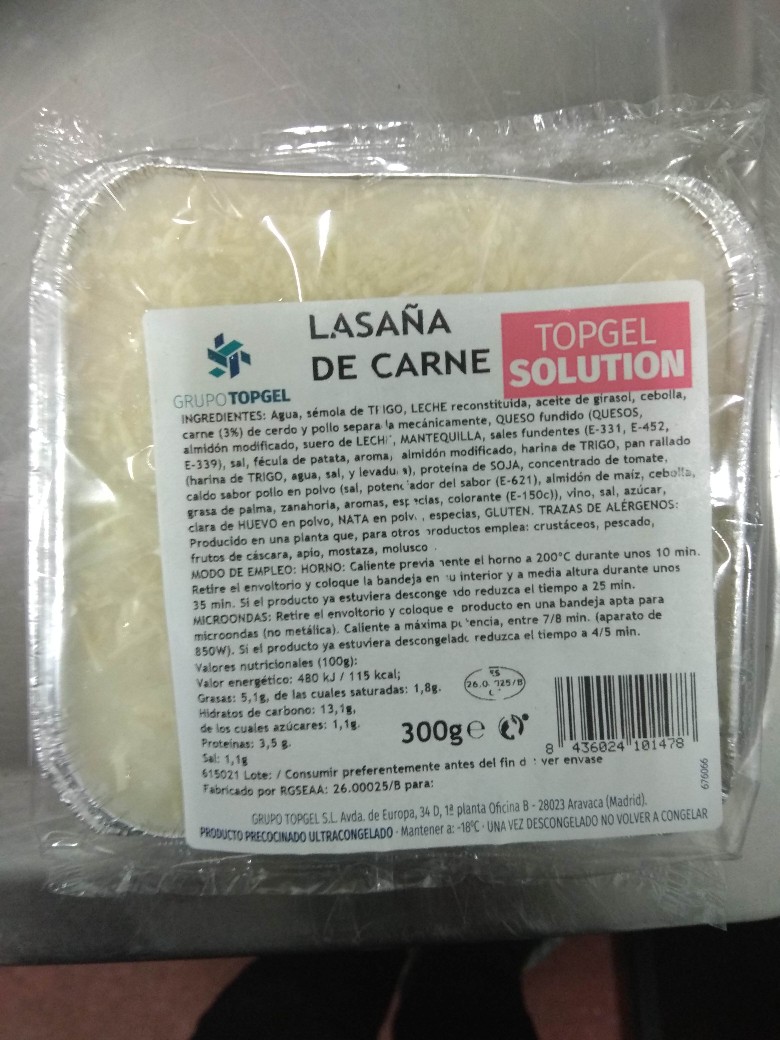 LASAÑA
DE CARNE
TOPGEL
SOLUTION
GRUPO TOPGEL
INGREDIENTES: Agua, sémola de TRIGO, LECHE reconstituida, aceite de girasol, cebolla,
carne (3%) de cerdo y pollo separa la mecánicamente, QUESO fundido (QUESOS,
almidón modificado, suero de LECHE, MANTEQUILLA, sales fundentes (E-331, E-452,
E-339), sal, fécula de patata, aroma, almidón modificado, harina de TRIGO, pan rallado
(harina de TRIGO, agua, sal, y levadura), proteína de SOJA, concentrado de tomate,
caldo sabor pollo en polvo (sal, potenciador del sabor (E-621), almidón de maíz, cebolla,
grasa de palma, zanahoria, aromas, especias, colorante (E-150c)), vino, sal, azúcar,
clara de HUEVO en polvo, NATA en polvo, especias, GLUTEN. TRAZAS DE ALÉRGENOS:
Producido en una planta que, para otros productos emplea: crustáceos, pescado,
frutos de cáscara, apio, mostaza, molusco.
MODO DE EMPLEO: HORNO: Caliente previamente el horno a 200°C durante unos 10 min.
Retire el envoltorio y coloque la bandeja en su interior y a media altura durante unos
35 min. Si el producto ya estuviera descongelado reduzca el tiempo a 25 min.
MICROONDAS: Retire el envoltorio y coloque el producto en una bandeja apta para
microondas (no metálica). Caliente a máxima potencia, entre 7/8 min. (aparato de
850W). Si el producto ya estuviera descongelado reduzca el tiempo a 4/5 min.
Valores nutricionales (100g):
Valor energético: 480 kJ / 115 kcal;
Grasas: 5,1g, de las cuales saturadas: 1,8g.
Hidratos de carbono: 13,1g,
de los cuales azúcares: 1,1g.
Proteínas: 3,5 g.
Sal: 1,1g
ES
300g e
8 436024 101478
615021 Lote: / Consumir preferentemente antes del fin de: ver envase
Fabricado por RGSEAA: 26.00025/B para:
676066
GRUPO TOPGEL S.L. Avda. de Europa, 34 D, 1ª planta Oficina B - 28023 Aravaca (Madrid).
PRODUCTO PRECOCINADO ULTRACONGELADO · Mantener a: -18ºC · UNA VEZ DESCONGELADO NO VOLVER A CONGELAR